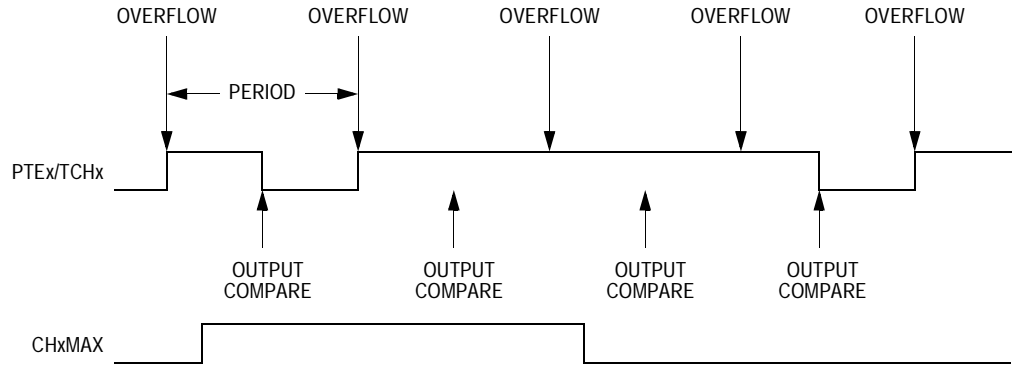 OVERFLOW OVERFLOW OVERFLOW OVERFLOW OVERFLOW
PERIOD
PTEx/TCHx
OUTPUT COMPARE
OUTPUT COMPARE
OUTPUT COMPARE
OUTPUT COMPARE
CHxMAX